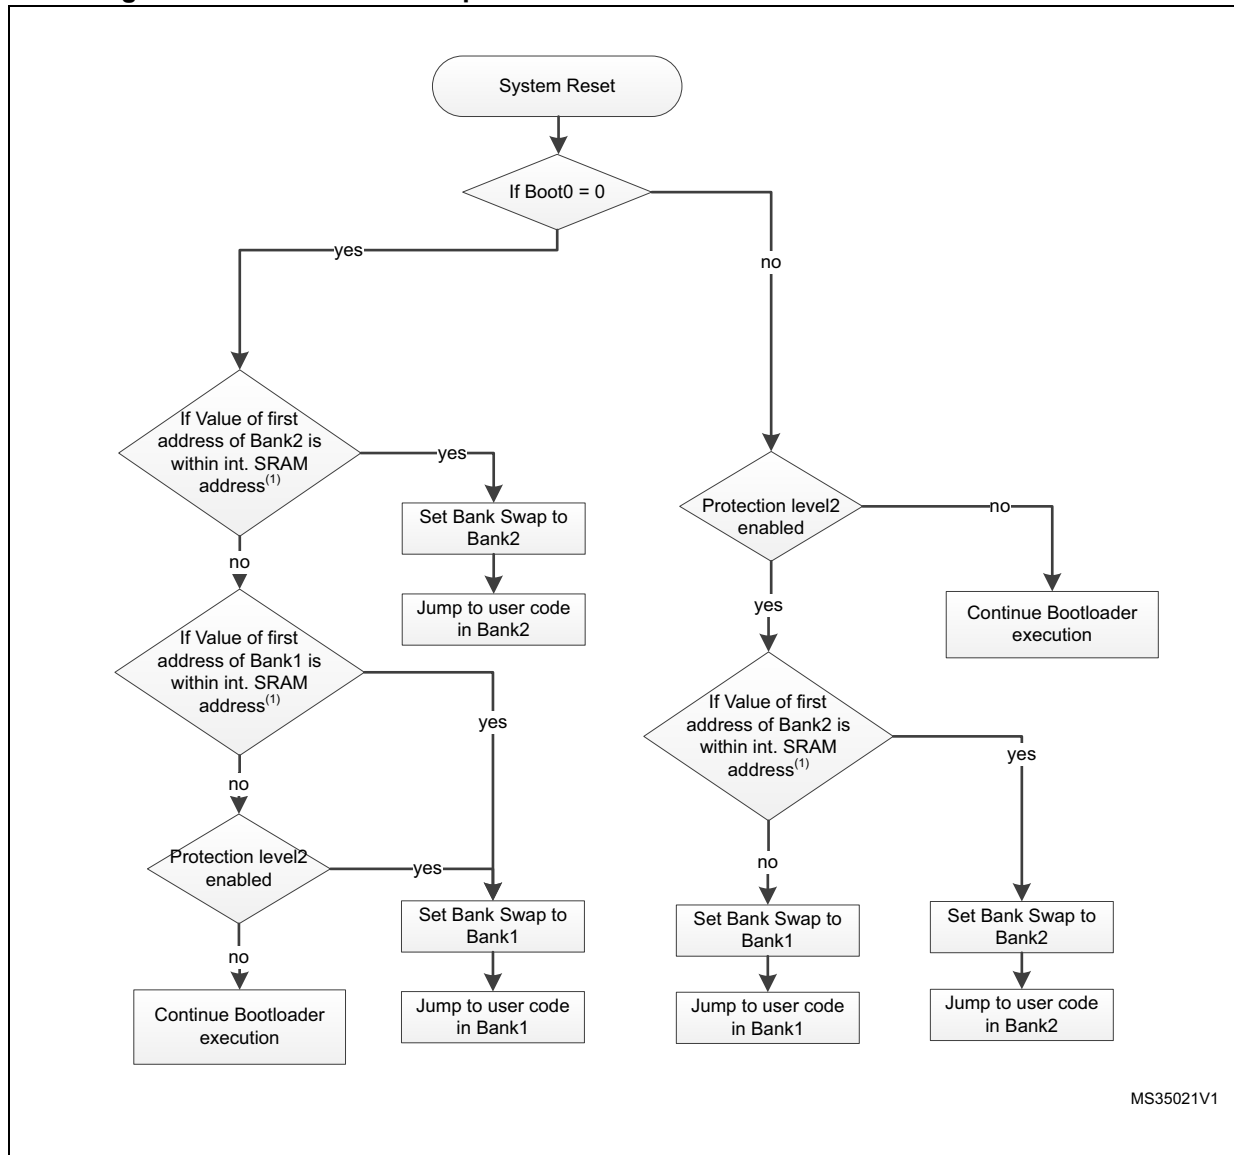 System Reset
If Boot0 = 0
yes
no
If Value of first
address of Bank2 is
within int. SRAM
address(1)
yes
Set Bank Swap to
Bank2
Jump to user code
in Bank2
no
If Value of first
address of Bank1 is
within int. SRAM
address(1)
yes
no
Protection level2
enabled
yes
Set Bank Swap to
Bank1
Jump to user code
in Bank1
no
Continue Bootloader
execution
Protection level2
enabled
no
Continue Bootloader
execution
yes
If Value of first
address of Bank2 is
within int. SRAM
address(1)
yes
no
Set Bank Swap to
Bank1
Jump to user code
in Bank1
Set Bank Swap to
Bank2
Jump to user code
in Bank2
MS35021V1